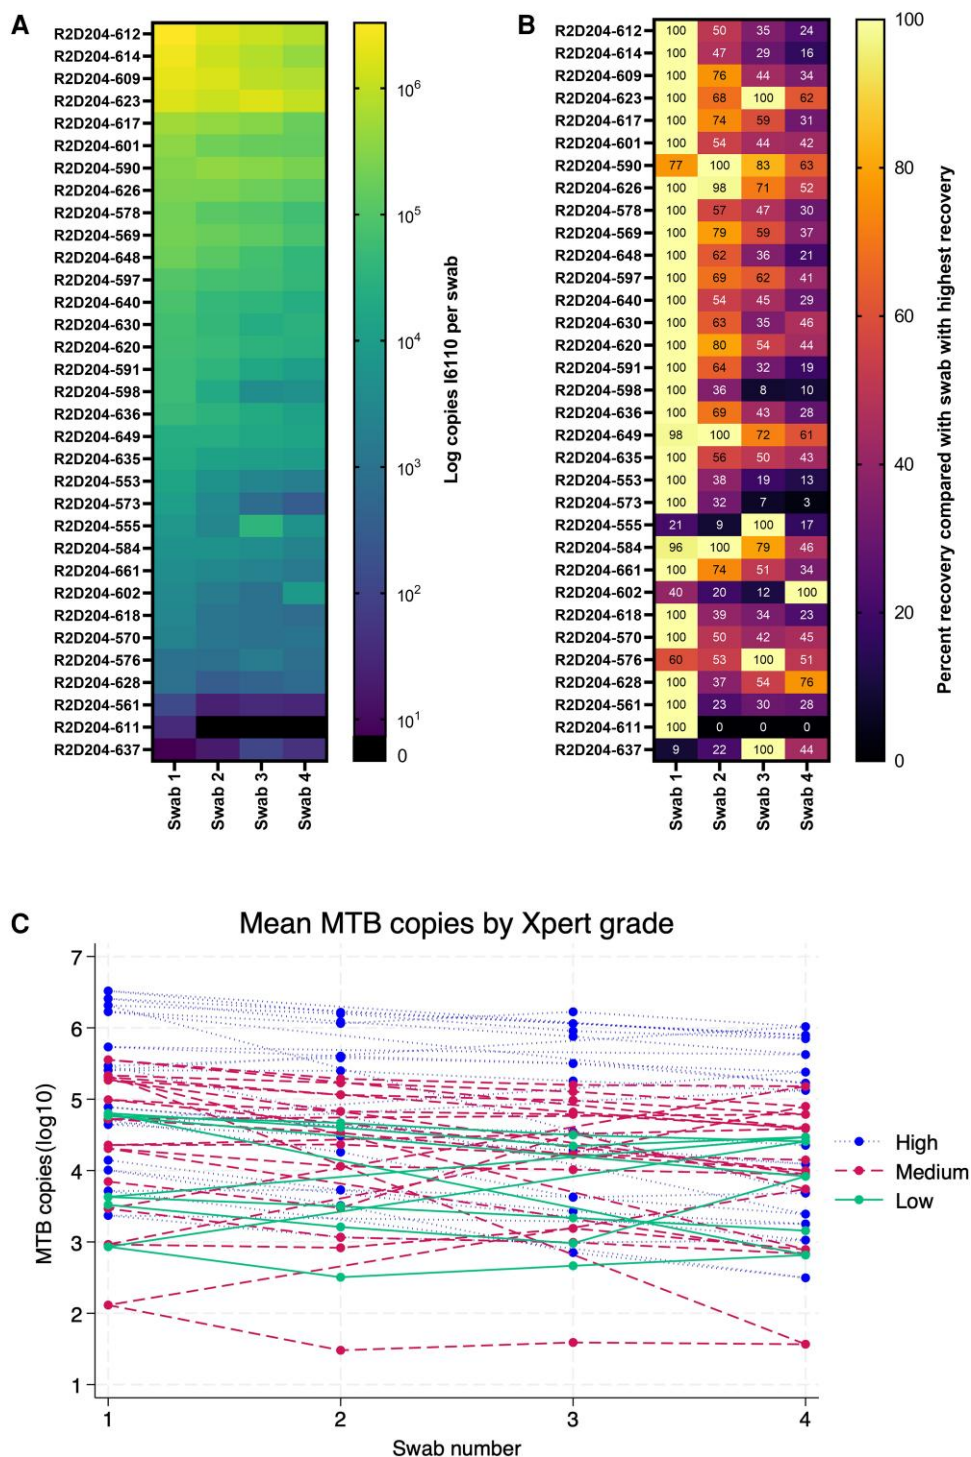 A
R2D204-612
R2D204-614
R2D204-609
R2D204-623
R2D204-617
R2D204-601
R2D204-590
R2D204-626
R2D204-578
R2D204-569
R2D204-648
R2D204-597
R2D204-640
R2D204-630
R2D204-620
R2D204-591
R2D204-598
R2D204-636
R2D204-649
R2D204-635
R2D204-553
R2D204-573
R2D204-555
R2D204-584
R2D204-661
R2D204-602
R2D204-618
R2D204-570
R2D204-576
R2D204-628
R2D204-561
R2D204-611
R2D204-637
Swab 1 Swab 2 Swab 3 Swab 4
10⁶
10⁵
10⁴
10³
10²
10¹
0
Log copies I6110 per swab
B
R2D204-612 100 50 35 24
R2D204-614 100 47 29 16
R2D204-609 100 76 44 34
R2D204-623 100 68 100 62
R2D204-617 100 74 59 31
R2D204-601 100 54 44 42
R2D204-590 77 100 83 63
R2D204-626 100 98 71 52
R2D204-578 100 57 47 30
R2D204-569 100 79 59 37
R2D204-648 100 62 36 21
R2D204-597 100 69 62 41
R2D204-640 100 54 45 29
R2D204-630 100 63 35 46
R2D204-620 100 80 54 44
R2D204-591 100 64 32 19
R2D204-598 100 36 8 10
R2D204-636 100 69 43 28
R2D204-649 98 100 72 61
R2D204-635 100 56 50 43
R2D204-553 100 38 19 13
R2D204-573 100 32 7 3
R2D204-555 21 9 100 17
R2D204-584 96 100 79 46
R2D204-661 100 74 51 34
R2D204-602 40 20 12 100
R2D204-618 100 39 34 23
R2D204-570 100 50 42 45
R2D204-576 60 53 100 51
R2D204-628 100 37 54 76
R2D204-561 100 23 30 28
R2D204-611 100 0 0 0
R2D204-637 9 22 100 44
Swab 1 Swab 2 Swab 3 Swab 4
100
80
60
40
20
0
Percent recovery compared with swab with highest recovery
C
Mean MTB copies by Xpert grade
7
6
5
4
3
2
1
MTB copies(log10)
1 2 3 4
Swab number
High
Medium
Low